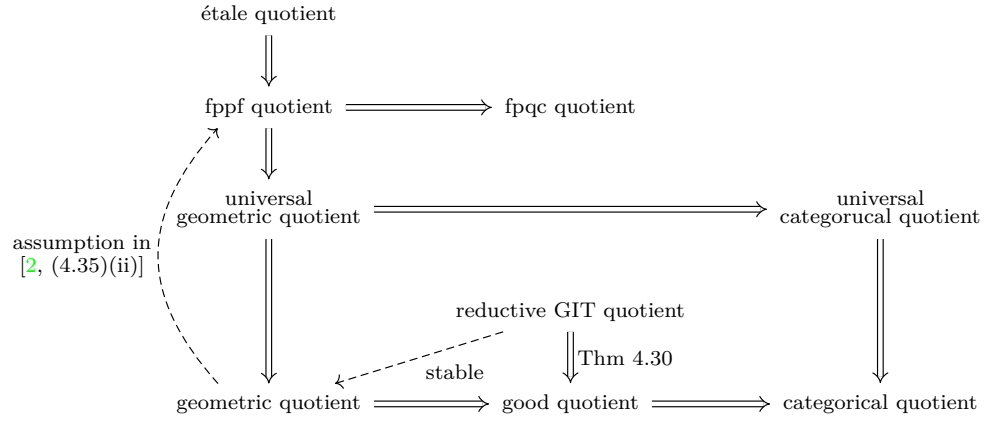 étale quotient
fppf quotient
fpqc quotient
universal
geometric quotient
universal
categorucal quotient
assumption in
[2, (4.35)(ii)]
reductive GIT quotient
Thm 4.30
stable
geometric quotient
good quotient
categorical quotient